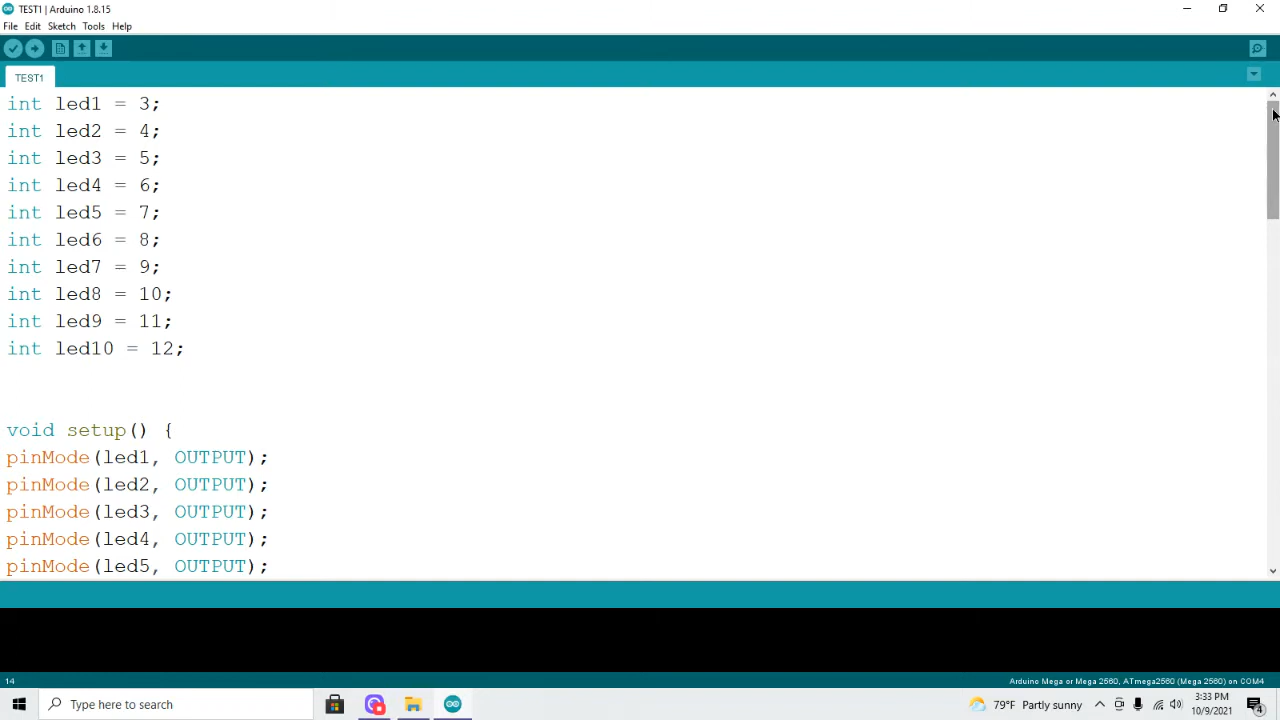 TEST1 | Arduino 1.8.15
File Edit Sketch Tools Help
TEST1
int led1 = 3;
int led2 = 4;
int led3 = 5;
int led4 = 6;
int led5 = 7;
int led6 = 8;
int led7 = 9;
int led8 = 10;
int led9 = 11;
int led10 = 12;
void setup() {
pinMode(led1, OUTPUT);
pinMode(led2, OUTPUT);
pinMode(led3, OUTPUT);
pinMode(led4, OUTPUT);
pinMode(led5, OUTPUT);
14
Arduino Mega or Mega 2560, ATmega2560 (Mega 2560) on COM4
Type here to search
79°F Partly sunny
3:33 PM
10/9/2021
4